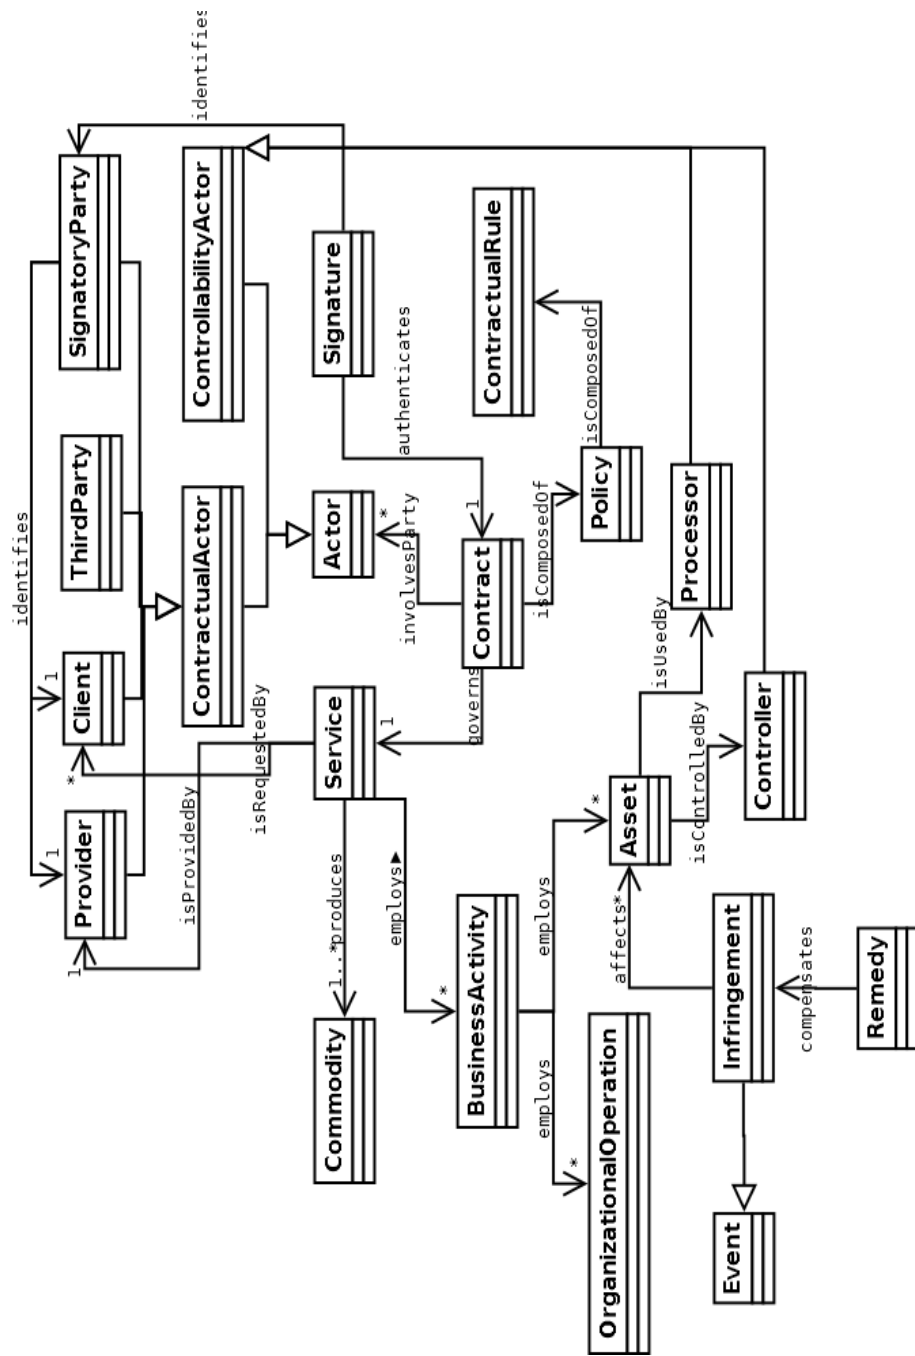 identifies
1
1
1
Provider
*
Client
ThirdParty
SignatoryParty
isProvidedBy
identifies
ContractualActor
ControllabilityActor
isRequestedBy
Commodity
1..*produces
Service
Actor
Signature
employs▶
1
*
involvesParty
authenticates
*
governs
1
BusinessActivity
Contract
ContractualRule
employs
employs
isComposedOf
isComposedOf
*
*
Policy
OrganizationalOperation
affects*
Asset
isUsedBy
Processor
isControlledBy
Event
Infringement
Controller
compensates
Remedy